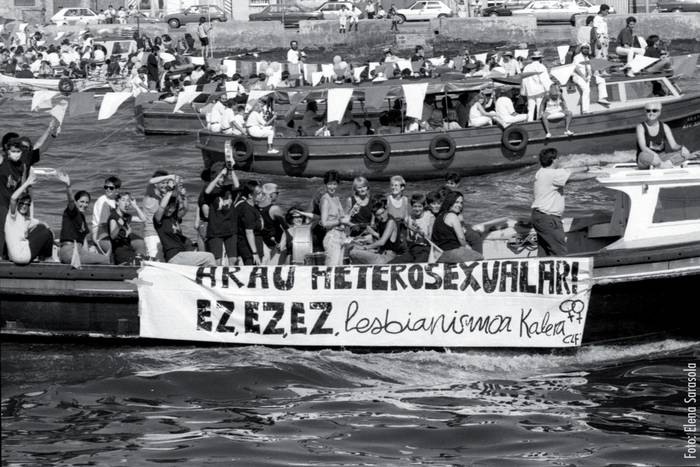 ARAU HETEROSEXUALARI
EZ, EZ, EZ, lesbianismoa Kalera
Foto: Elena Sarasola